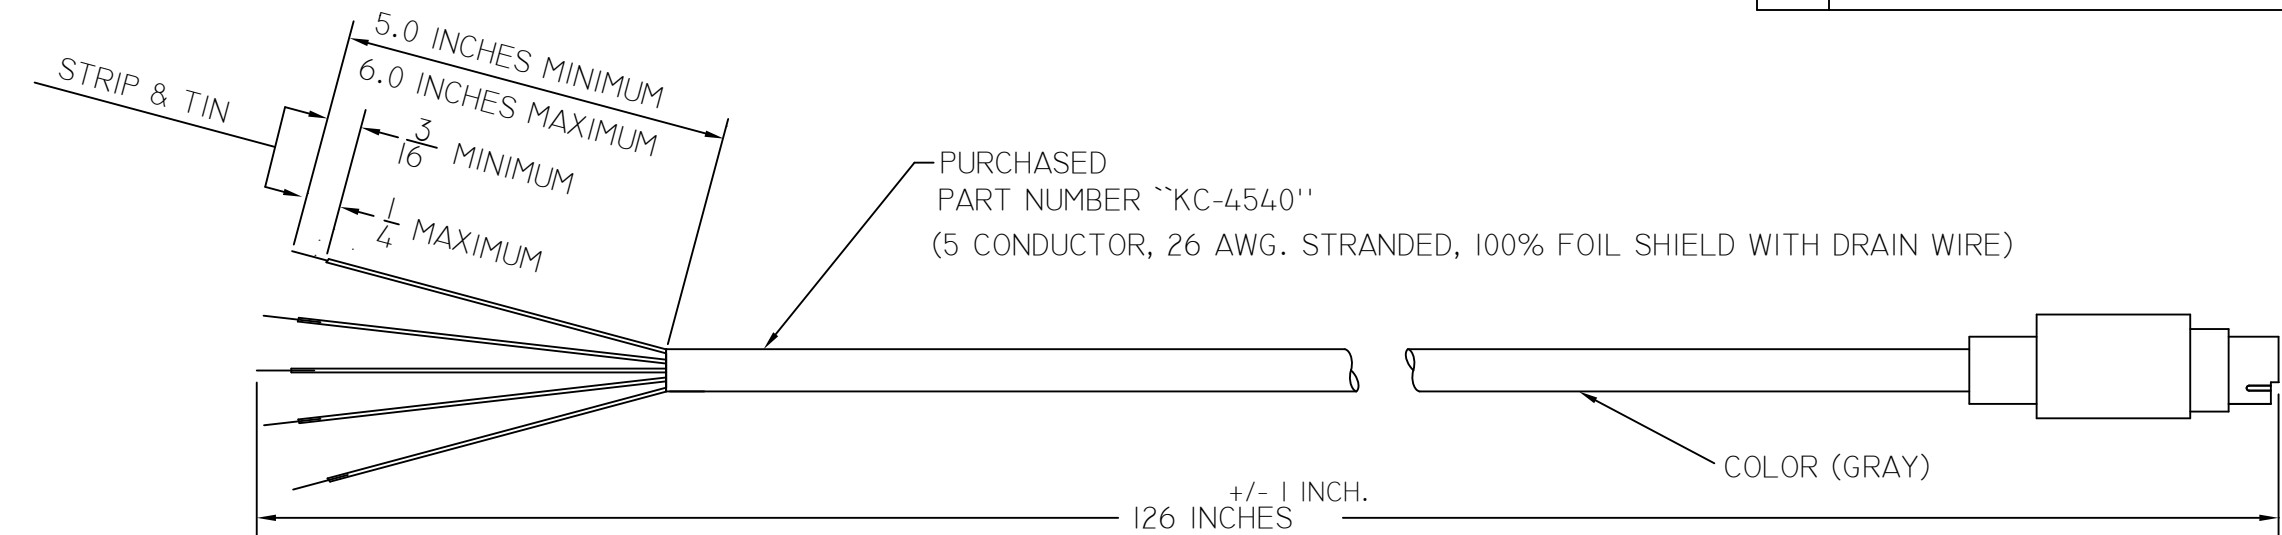 5.0 INCHES MINIMUM
6.0 INCHES MAXIMUM
STRIP & TIN
3/16 MINIMUM
1/4 MAXIMUM
PURCHASED
PART NUMBER ``KC-4540''
(5 CONDUCTOR, 26 AWG. STRANDED, 100% FOIL SHIELD WITH DRAIN WIRE)
COLOR (GRAY)
+/- 1 INCH.
126 INCHES